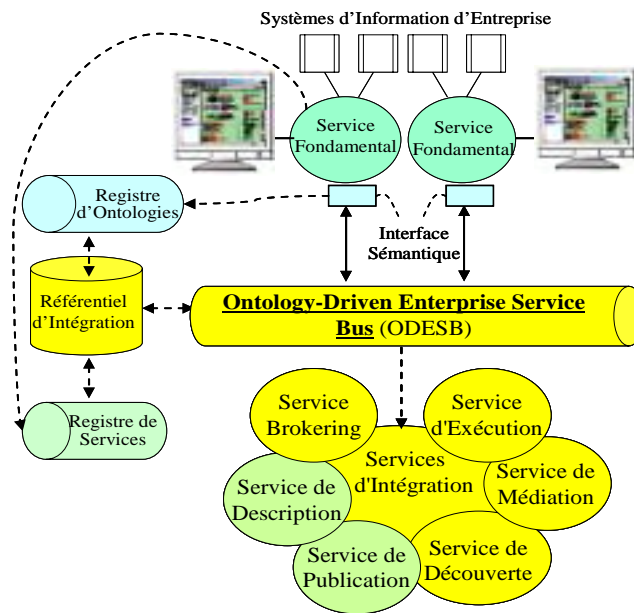 Systèmes d’Information d’Entreprise
Service
Fondamental
Service
Fondamental
Registre
d’Ontologies
Interface
Sémantique
Référentiel
d’Intégration
Ontology-Driven Enterprise Service
Bus (ODESB)
Registre de
Services
Service
Brokering
Service
d'Exécution
Services
d'Intégration
Service de
Médiation
Service de
Description
Service de
Publication
Service de
Découverte